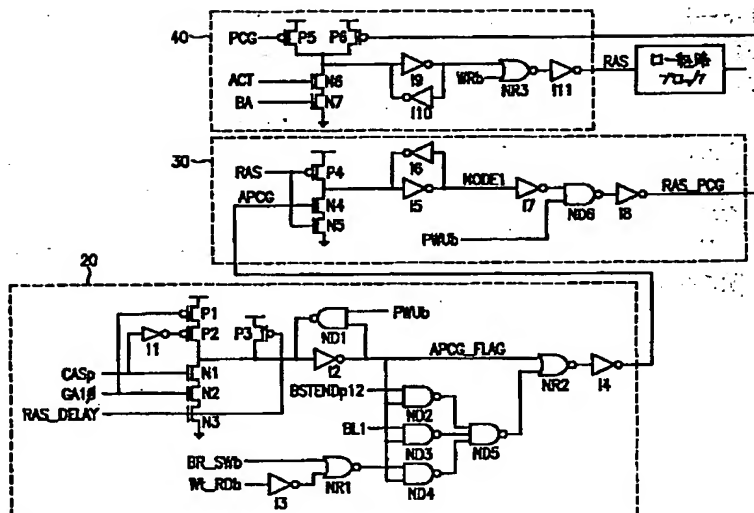 40
PCG
P5
P6
ACT
N6
BA
N7
I9
I10
WRb
NR3
I11
RAS
ロー経路
ブロック
30
RAS
P4
APCG
N4
N5
I6
I5
NODE1
I7
ND6
I8
RAS_PCG
PWUb
20
P1
P2
I1
P3
ND1
PWUb
CASp
N1
I2
APCG_FLAG
NR2
I4
GA10
N2
RAS_DELAY
N3
BSTENDp12
ND2
BL1
ND3
ND5
BR_SWb
Wt_RDb
I3
NR1
ND4